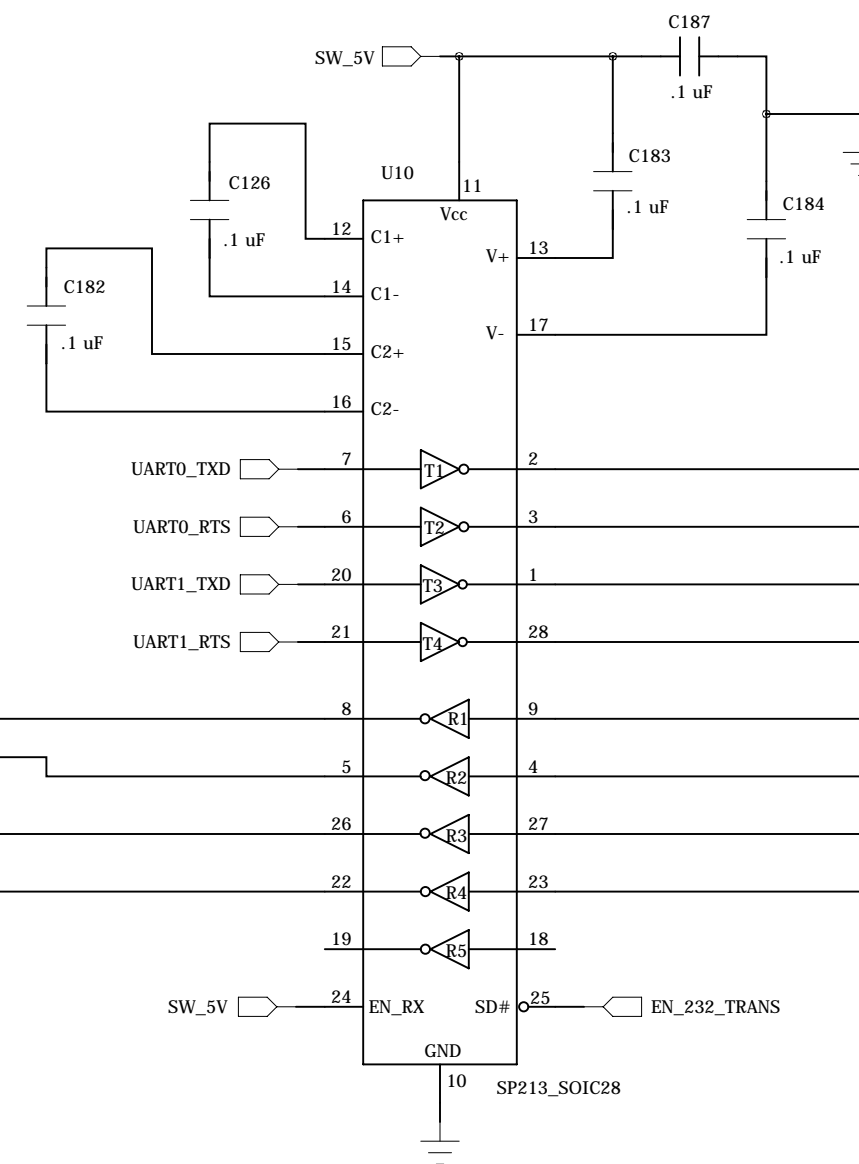 C187
SW_5V
.1 uF
C183
U10
11
C126
.1 uF
C184
Vcc
12
C1+
.1 uF
V+
13
.1 uF
C182
14
C1-
V-
17
.1 uF
15
C2+
16
C2-
UART0_TXD
7
T1
2
UART0_RTS
6
T2
3
UART1_TXD
20
T3
1
UART1_RTS
21
T4
28
8
R1
9
5
R2
4
26
R3
27
22
R4
23
19
R5
18
SW_5V
24
EN_RX
SD#
25
EN_232_TRANS
GND
10
SP213_SOIC28